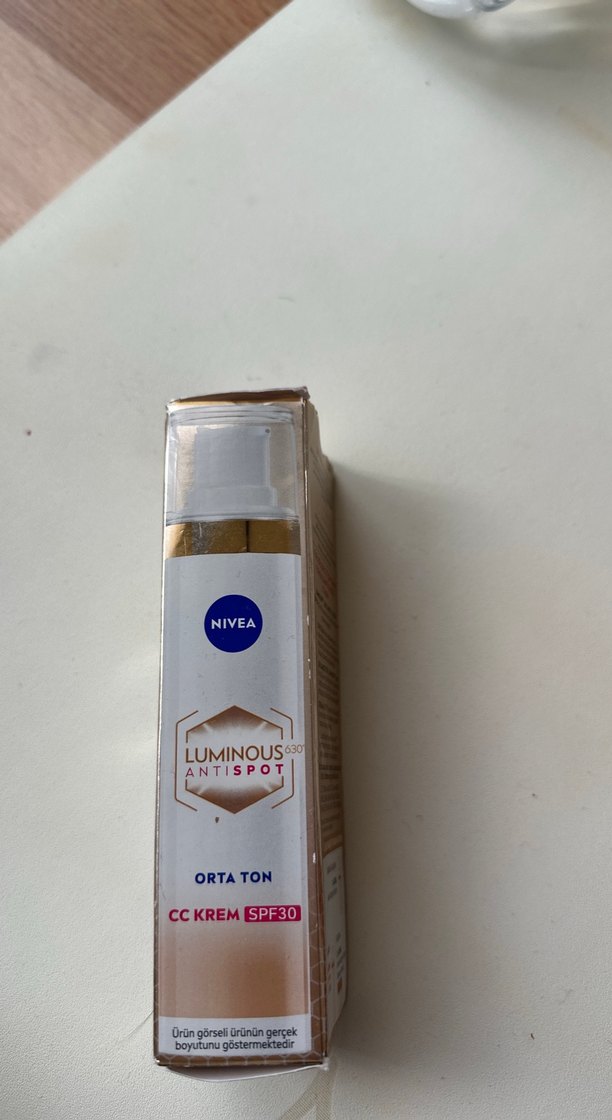 NIVEA
LUMINOUS630®
ANTISPOT
ORTA TON
CC KREM SPF30
Ürün görseli ürünün gerçek
boyutunu göstermektedir